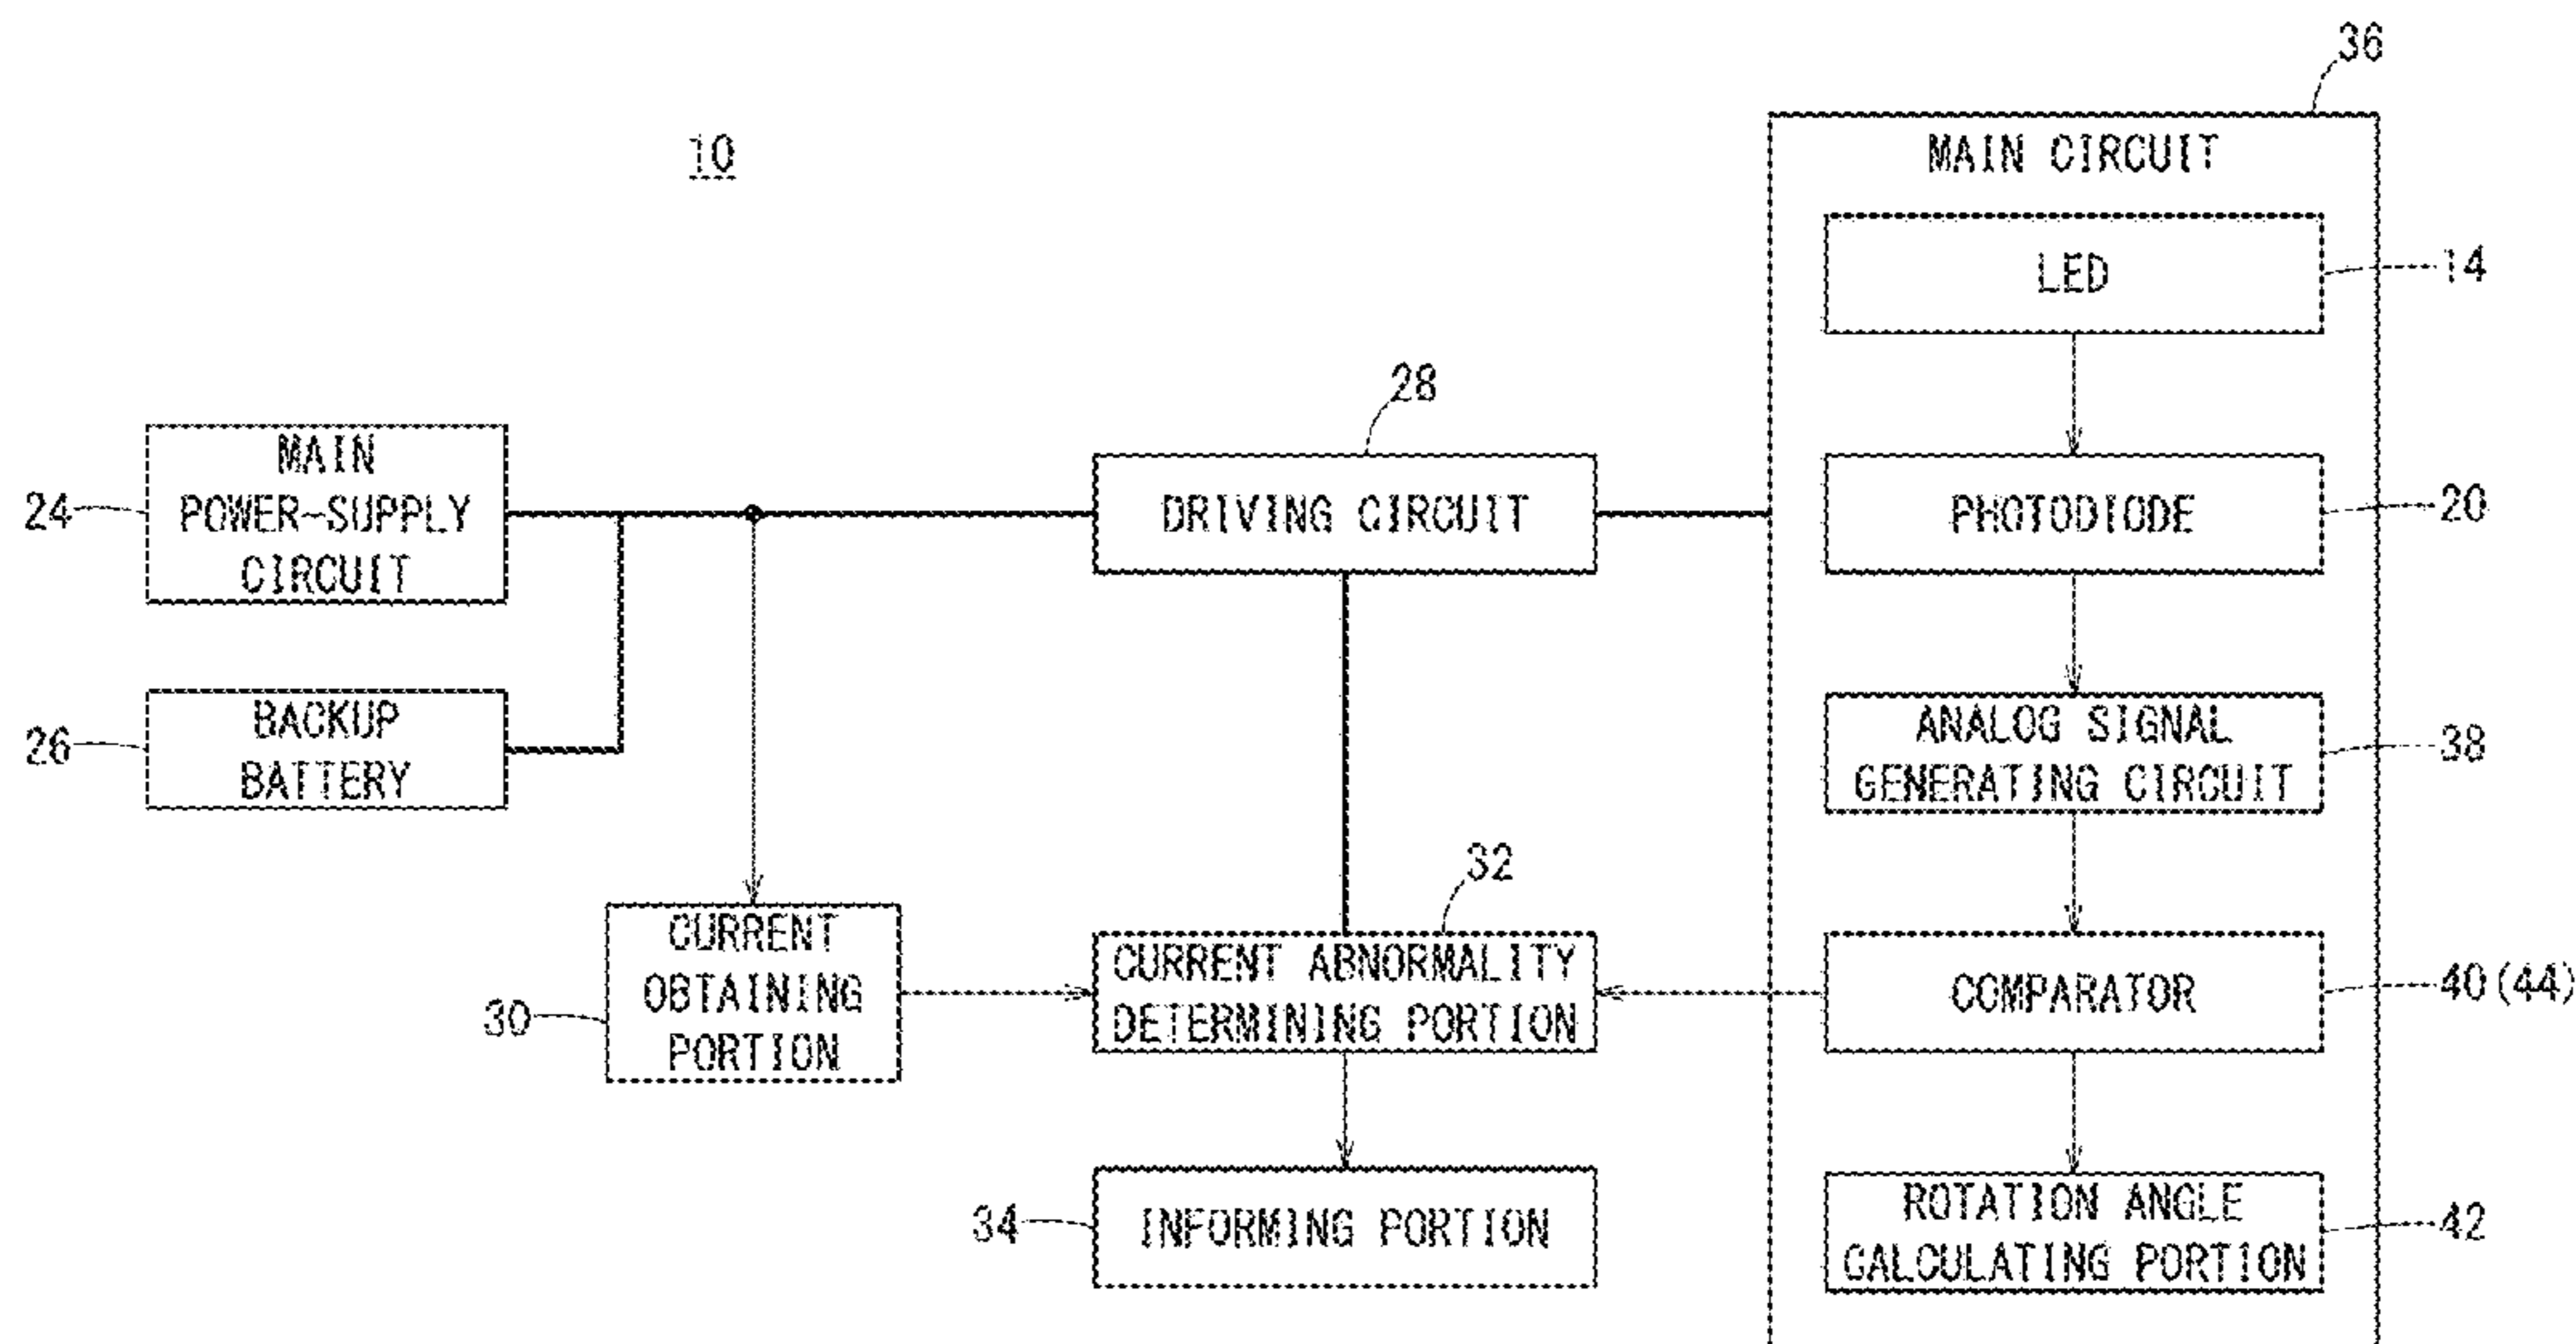 36
10
MAIN CIRCUIT
LED
14
28
MAIN
POWER-SUPPLY
CIRCUIT
24
DRIVING CIRCUIT
PHOTODIODE
20
BACKUP
BATTERY
26
ANALOG SIGNAL
GENERATING CIRCUIT
38
32
CURRENT
OBTAINING
PORTION
30
CURRENT ABNORMALITY
DETERMINING PORTION
COMPARATOR
40(44)
34
INFORMING PORTION
ROTATION ANGLE
CALCULATING PORTION
42